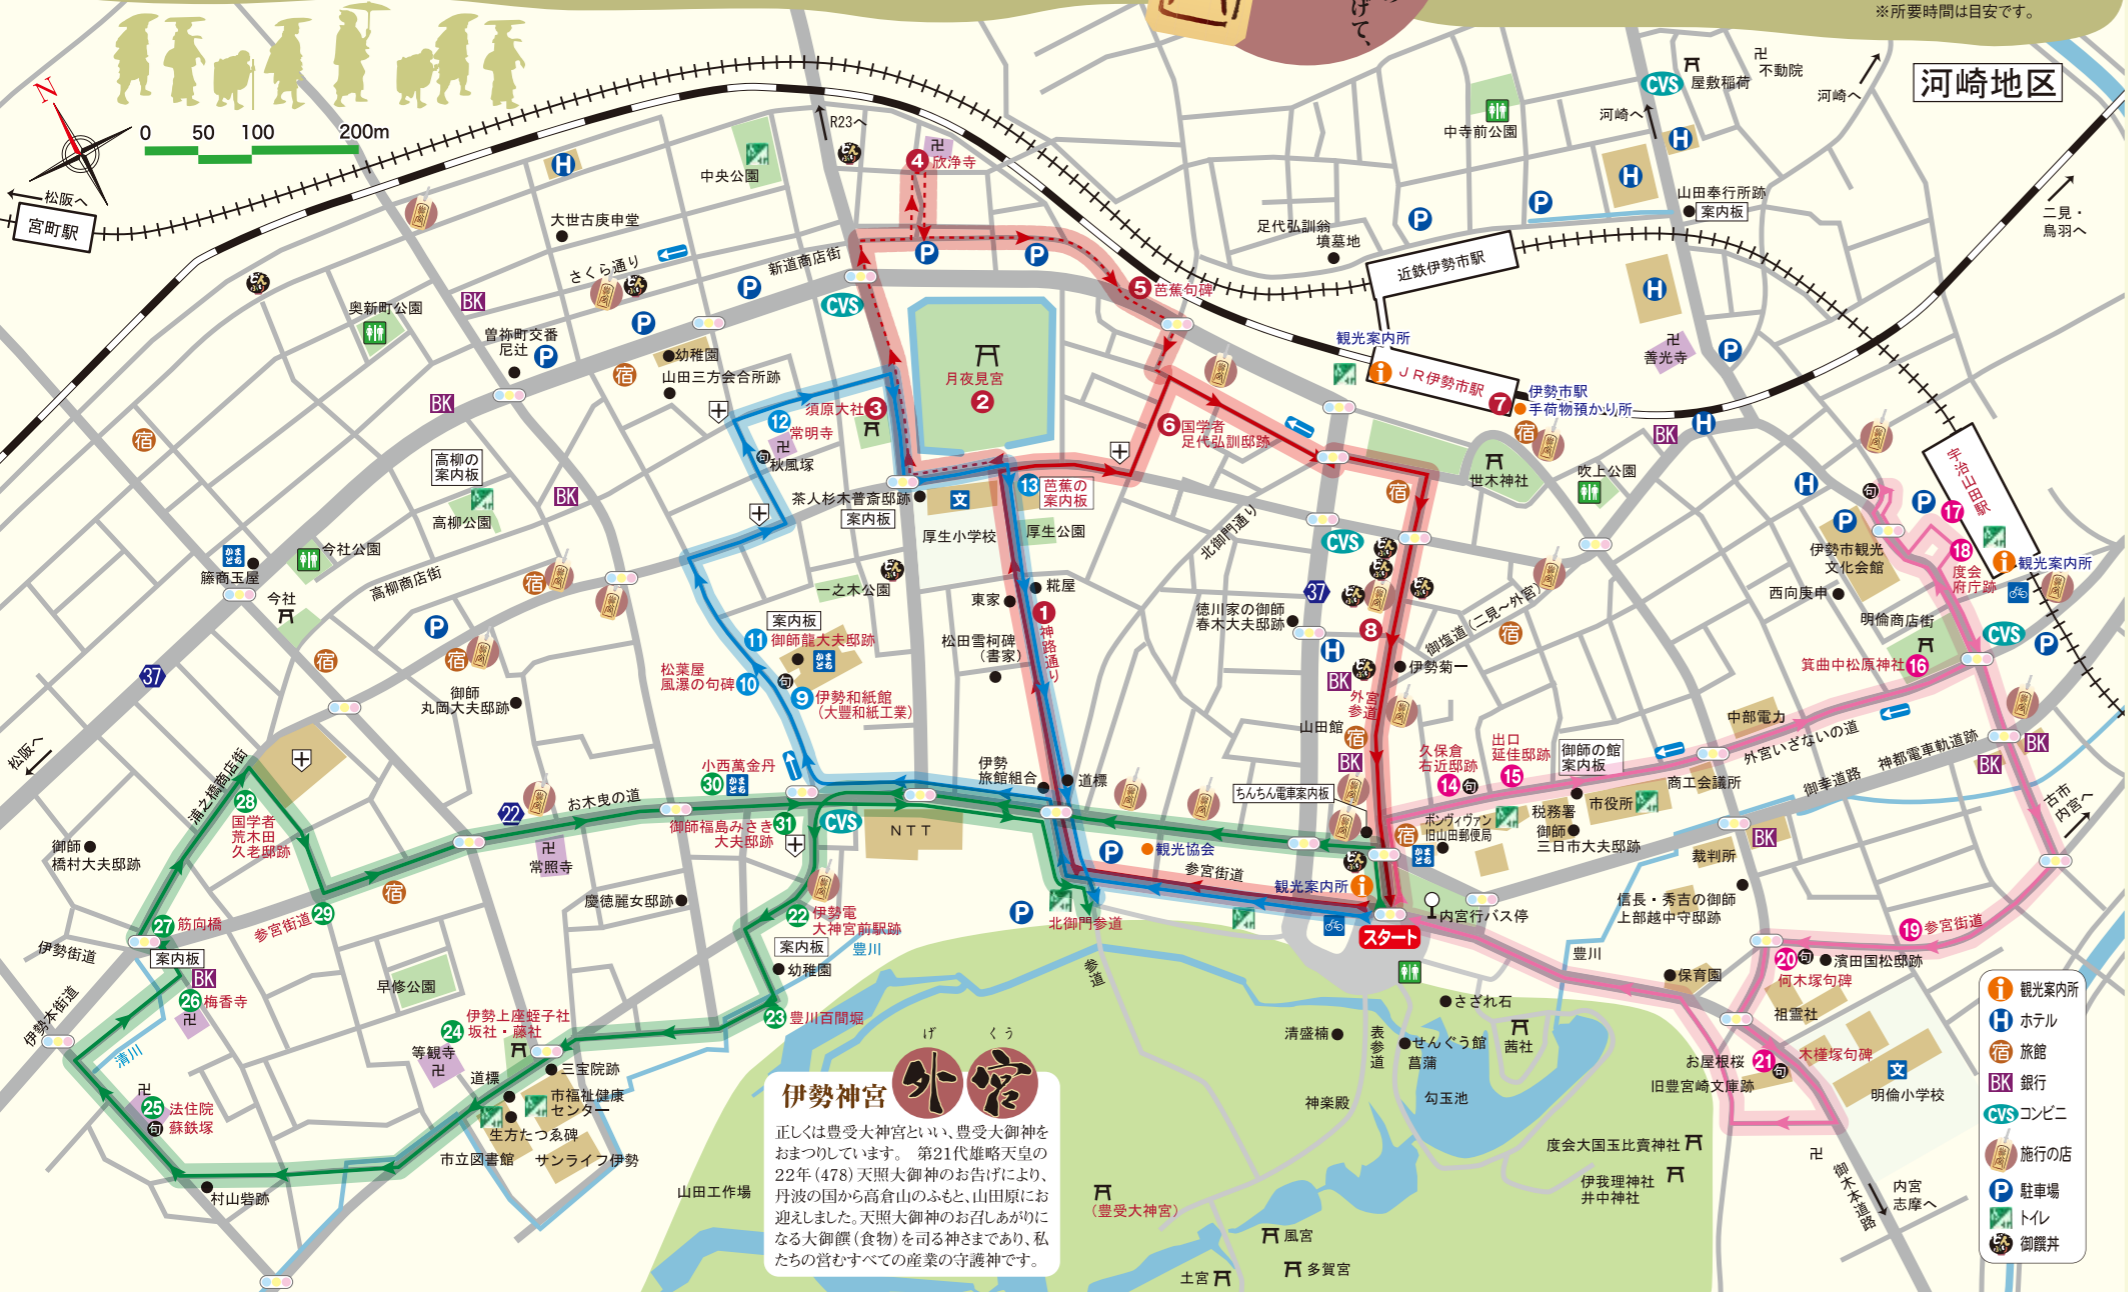 げて、
※所要時間は目安です。
N
0 50 100 200m
松阪へ
宮町駅
河崎地区
R23へ
4 欣浄寺
中央公園
H
大世古庚申堂
さくら通り
新道商店街
P
BK
奥新町公園
曽祢町交番
尼辻
幼稚園
山田三方会合所跡
宿
CVS
月夜見宮
2
須原大社 3
12
常明寺
秋風塚
句
茶人杉木普斎邸跡
案内板
文
厚生小学校
厚生公園
13 芭蕉の
案内板
5 芭蕉句碑
6 国学者
足代弘訓邸跡
足代弘訓翁
墳墓地
中寺前公園
CVS
屋敷稲荷
卍
不動院
河崎へ
河崎へ
山田奉行所跡
案内板
二見・
鳥羽へ
近鉄伊勢市駅
観光案内所
JR伊勢市駅 7
伊勢市駅
手荷物預かり所
善光寺
世木神社
吹上公園
宇治山田駅
17
18
度会
府庁跡
観光案内所
伊勢市観光
文化会館
西向庚申
明倫商店街
箕曲中松原神社 16
高柳の
案内板
高柳公園
籐商玉屋
今社公園
今社
高柳商店街
37
松阪へ
御師
丸岡大夫邸跡
一之木公園
東家
糀屋
1
神路通り
松田雪柯碑
(書家)
案内板
11 御師龍大夫邸跡
松葉屋
風瀑の句碑 10
9 伊勢和紙館
(大豐和紙工業)
北御門通り
37
徳川家の御師
春木大夫邸跡
御塩道(二見〜外宮)
8
伊勢菊一
外宮
参道
山田館
久保倉
右近邸跡
14 句
出口
延佳邸跡
15
御師の館
案内板
中部電力
外宮いざないの道
商工会議所
御幸道路
神都電車軌道跡
古市
内宮へ
浦之橋商店街
28
国学者
荒木田
久老邸跡
御師
橋村大夫邸跡
22
お木曳の道
小西萬金丹
30
御師福島みさき 31
大夫邸跡
伊勢
旅館組合
道標
NTT
ちんちん電車案内板
ボンヴィヴァン
旧山田郵便局
税務署
市役所
御師
三日市大夫邸跡
裁判所
信長・秀吉の御師
上部越中守邸跡
観光協会
参宮街道
観光案内所
スタート
内宮行バス停
常照寺
慶徳麗女邸跡
22 伊勢電
大神宮前駅跡
案内板
豊川
幼稚園
23 豊川百間堀
27 筋向橋
案内板
参宮街道 29
伊勢街道
伊勢本街道
26 梅香寺
清川
早修公園
24 伊勢上座蛭子社
坂社・藤社
等観寺
道標
三宝院跡
市福祉健康
センター
生方たつゑ碑
市立図書館
サンライフ伊勢
25 法住院
句 蘇鉄塚
村山砦跡
北御門参道
参道
豊川
保育園
さざれ石
清盛楠
表参道
せんぐう館
菖蒲
茜社
勾玉池
神楽殿
19 参宮街道
20 句
何木塚句碑
濱田国松邸跡
祖霊社
お屋根桜
21 木槿塚句碑
旧豊宮崎文庫跡
明倫小学校
度会大国玉比賣神社
伊我理神社
井中神社
御木本道路
内宮
志摩へ
山田工作場
(豊受大神宮)
風宮
土宮
多賀宮
げ くう
伊勢神宮 外宮
正しくは豊受大神宮といい、豊受大御神を
おまつりしています。 第21代雄略天皇の
22年(478)天照大御神のお告げにより、
丹波の国から高倉山のふもと、山田原にお
迎えしました。天照大御神のお召しあがりに
なる大御饌(食物)を司る神さまであり、私
たちの営むすべての産業の守護神です。
i 観光案内所
H ホテル
宿 旅館
BK 銀行
CVS コンビニ
施行の店
P 駐車場
トイレ
御饌丼